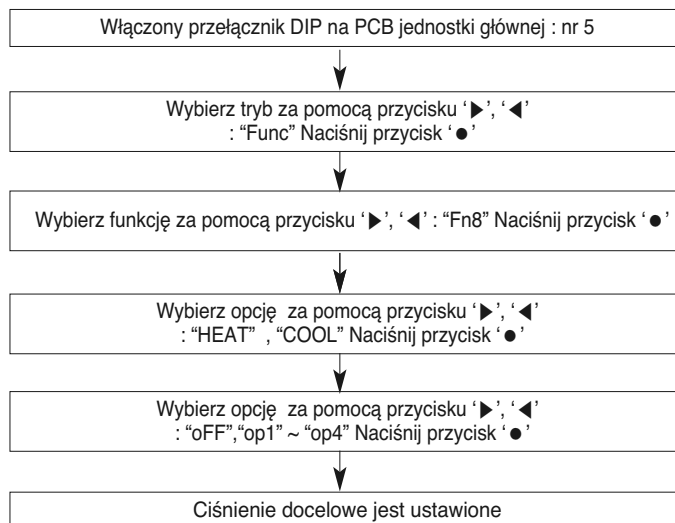 Włączony przełącznik DIP na PCB jednostki głównej : nr 5
Wybierz tryb za pomocą przycisku ‘▶’, ‘◀’
: “Func” Naciśnij przycisk ‘●’
Wybierz funkcję za pomocą przycisku ‘▶’, ‘◀’ : “Fn8” Naciśnij przycisk ‘●’
Wybierz opcję za pomocą przycisku ‘▶’, ‘◀’
: “HEAT” , “COOL” Naciśnij przycisk ‘●’
Wybierz opcję za pomocą przycisku ‘▶’, ‘◀’
: “oFF”,“op1” ~ “op4” Naciśnij przycisk ‘●’
Ciśnienie docelowe jest ustawione